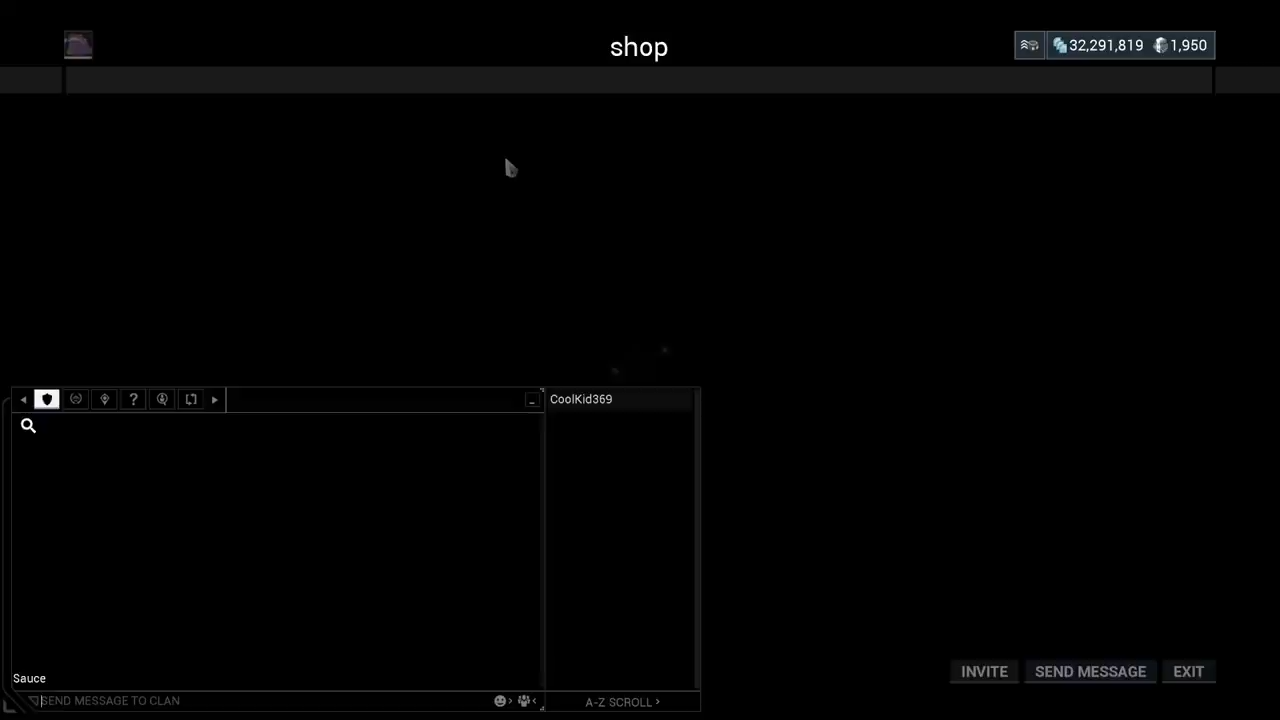 shop
32,291,819 1,950
CoolKid369
Sauce
SEND MESSAGE TO CLAN
A-Z SCROLL >
INVITE SEND MESSAGE EXIT